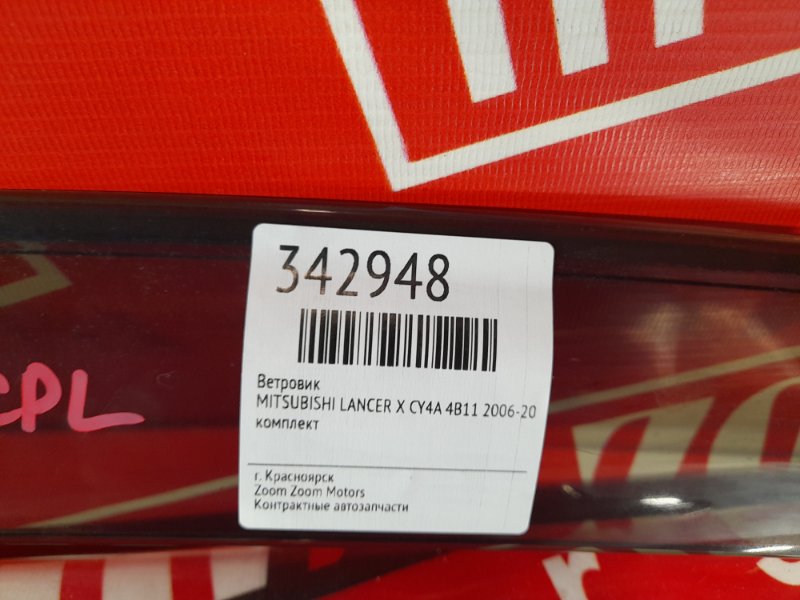 342948
Ветровик
MITSUBISHI LANCER X CY4A 4B11 2006-20
комплект
CPL
г. Красноярск
Zoom Zoom Motors
Контрактные автозапчасти